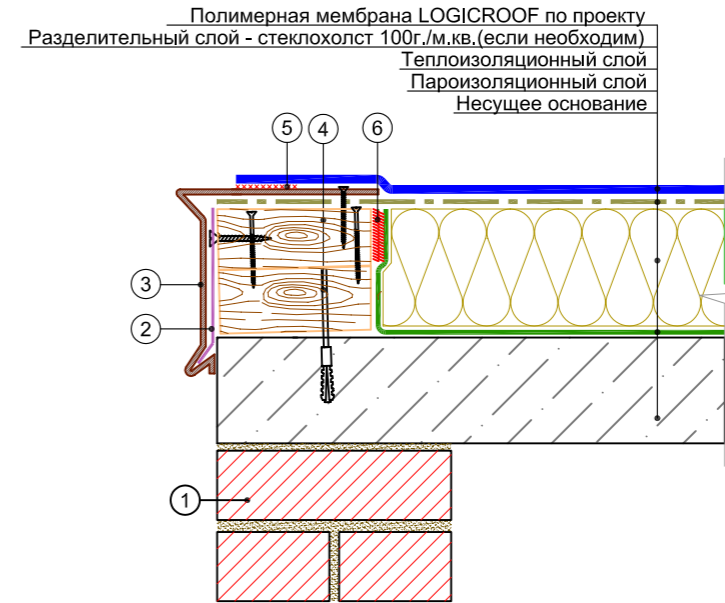 Полимерная мембрана LOGICROOF по проекту
Разделительный слой - стеклохолст 100г./м.кв.(если необходим)
Теплоизоляционный слой
Пароизоляционный слой
Несущее основание
5 4 6
3
2
1